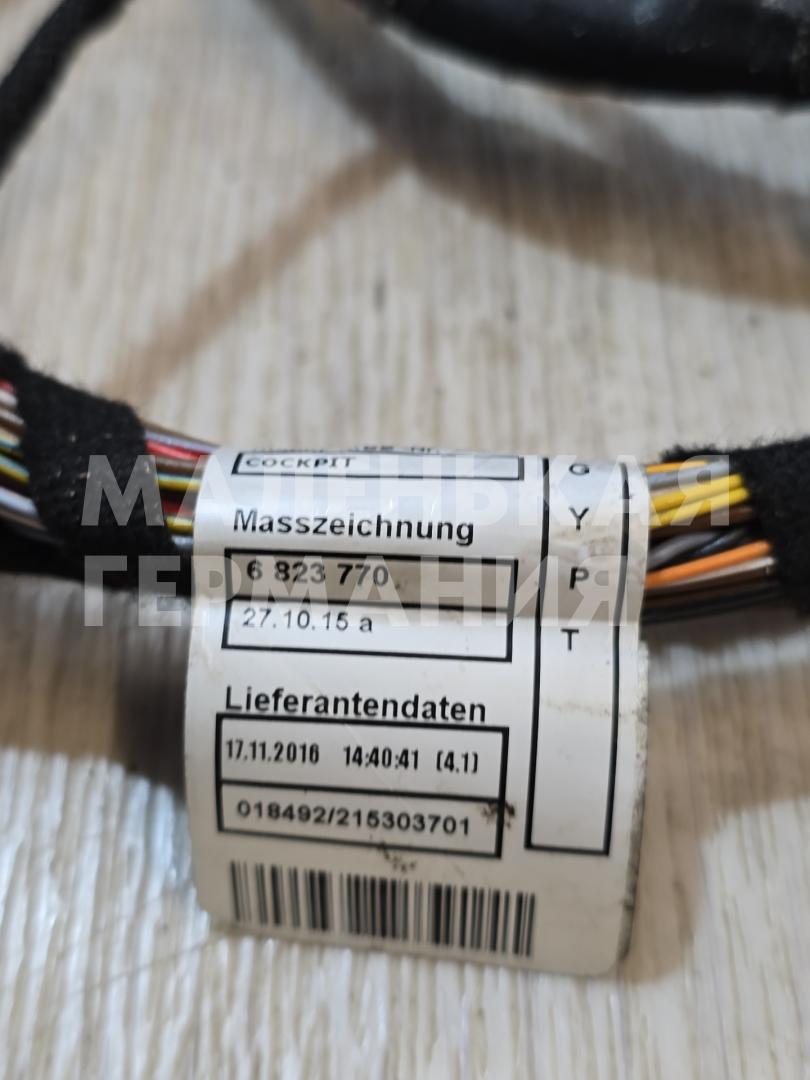 COCKPIT
Masszeichnung
6 823 770
27.10.15 a
Lieferantendaten
17.11.2016 14:40:41 (4.1)
018492/215303701
G
Y
P
T
МАЛЕНЬКАЯ
ГЕРМАНИЯ